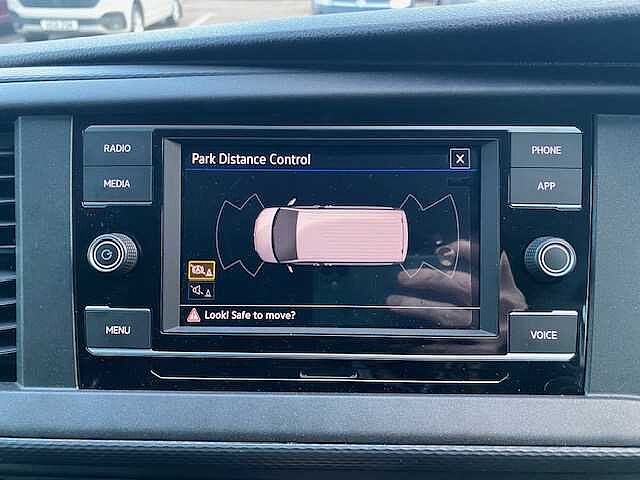 RADIO
MEDIA
MENU
Park Distance Control
X
Look! Safe to move?
PHONE
APP
VOICE